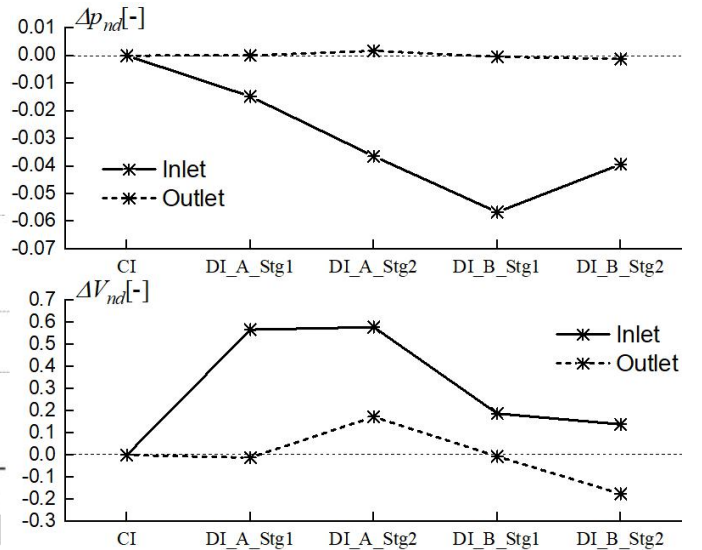 Δp_nd[-]
0.01
0.00
-0.01
-0.02
-0.03
-0.04
-0.05
-0.06
-0.07
Inlet
Outlet
CI DI_A_Stg1 DI_A_Stg2 DI_B_Stg1 DI_B_Stg2
ΔV_nd[-]
0.7
0.6
0.5
0.4
0.3
0.2
0.1
0.0
-0.1
-0.2
-0.3
Inlet
Outlet
CI DI_A_Stg1 DI_A_Stg2 DI_B_Stg1 DI_B_Stg2